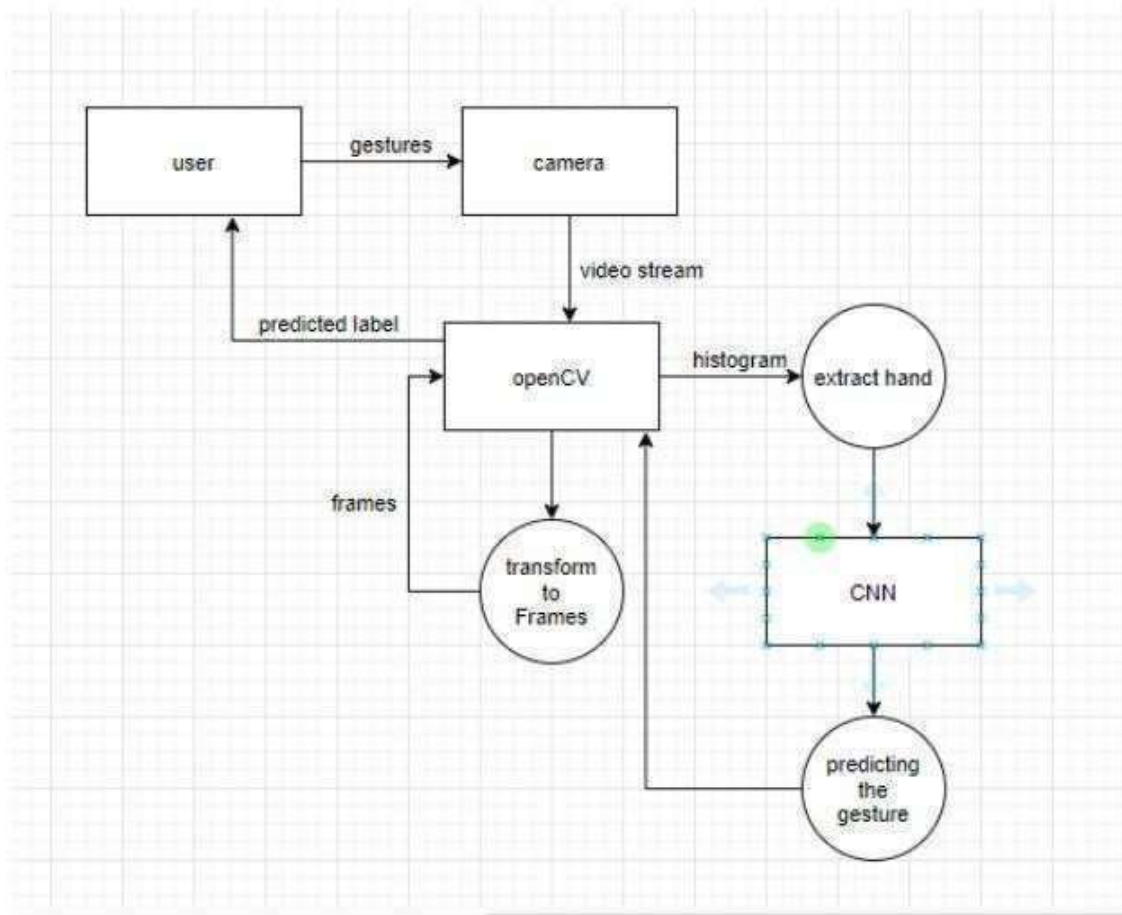 user
gestures
camera
video stream
predicted label
openCV
histogram
extract hand
frames
transform
to
Frames
CNN
predicting
the
gesture